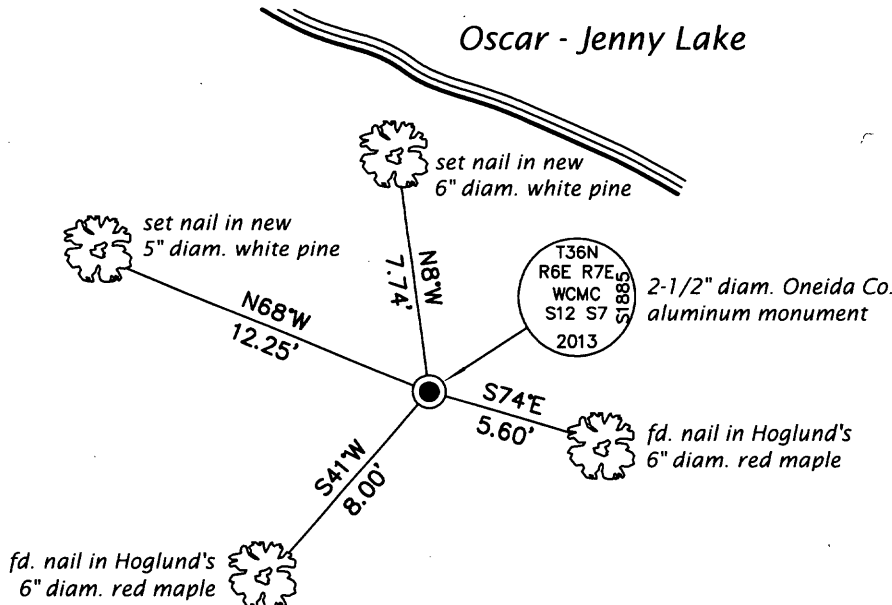 Oscar - Jenny Lake
set nail in new
6" diam. white pine
set nail in new
5" diam. white pine
N8°W
7.74'
N68°W
12.25'
T36N
R6E R7E
WCMC
S12 S7
2013
S1885
2-1/2" diam. Oneida Co.
aluminum monument
S74°E
5.60'
fd. nail in Hoglund's
6" diam. red maple
S41°W
8.00'
fd. nail in Hoglund's
6" diam. red maple